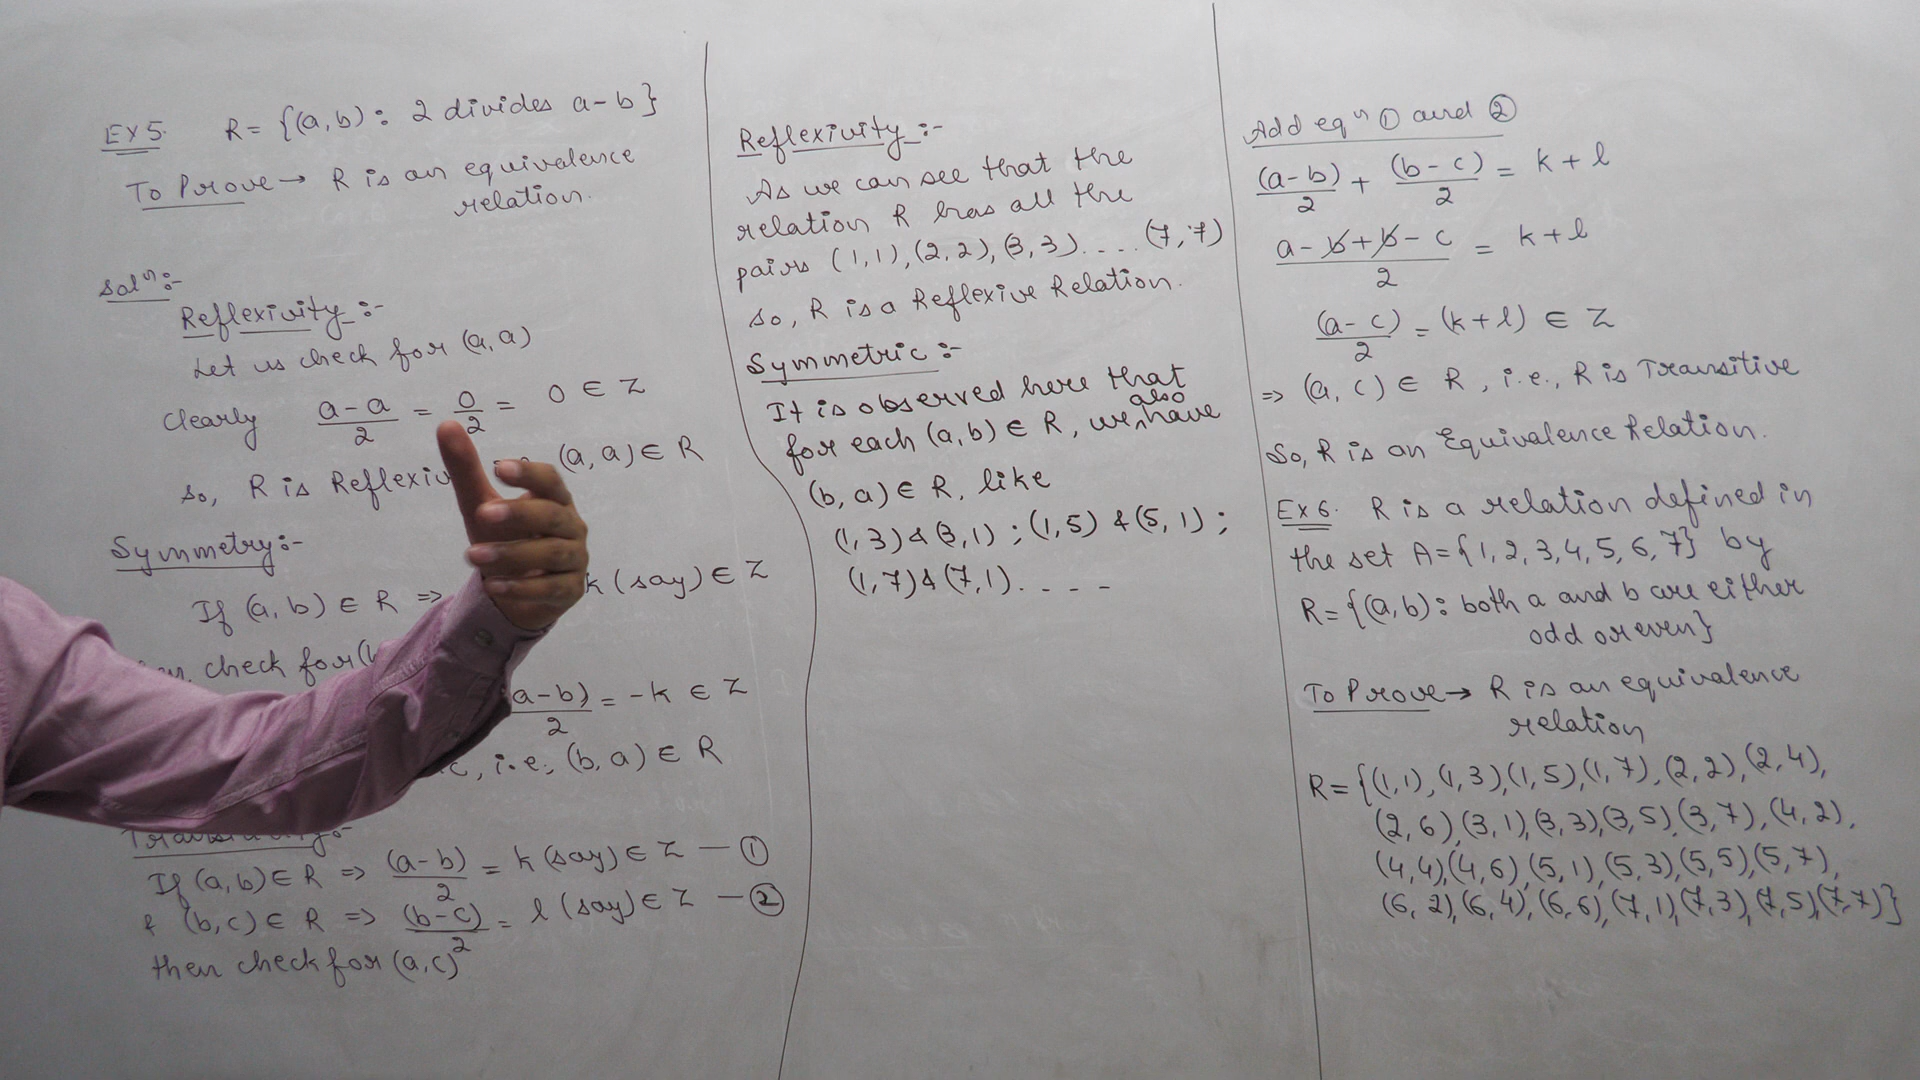 Ex 5. R = {(a,b): 2 divides a-b}
To Prove → R is an equivalence
relation.
Solⁿ:-
Reflexivity:-
Let us check for (a,a)
Clearly (a-a)/2 = 0/2 = 0 ∈ Z
So, R is (a,a) ∈ R
Symmetry:-
If (a,b) ∈ R ⇒ k (say) ∈ Z
check for
(a-b)/2 = -k ∈ Z
i.e., (b,a) ∈ R
If (a,b) ∈ R ⇒ (a-b)/2 = k (say) ∈ Z — ①
& (b,c) ∈ R ⇒ (b-c)/2 = l (say) ∈ Z — ②
then check for (a,c)
Reflexivity:-
As we can see that the
relation R has all the
pairs (1,1), (2,2), (3,3).... (7,7)
So, R is a Reflexive Relation.
Symmetric:-
It is observed here that
for each (a,b) ∈ R, we also have
(b,a) ∈ R, like
(1,3) & (3,1); (1,5) & (5,1);
(1,7) & (7,1)....
Add eqⁿ ① and ②
(a-b)/2 + (b-c)/2 = k + l
(a-b+b-c)/2 = k+l
(a-c)/2 = (k+l) ∈ Z
⇒ (a,c) ∈ R, i.e., R is Transitive
So, R is an Equivalence Relation.
Ex 6. R is a relation defined in
the set A={1,2,3,4,5,6,7} by
R={(a,b): both a and b are either
odd or even}
To Prove → R is an equivalence
relation
R={(1,1),(1,3),(1,5),(1,7),(2,2),(2,4),
(2,6),(3,1),(3,3),(3,5),(3,7),(4,2),
(4,4),(4,6),(5,1),(5,3),(5,5),(5,7),
(6,2),(6,4),(6,6),(7,1),(7,3),(7,5),(7,7)}